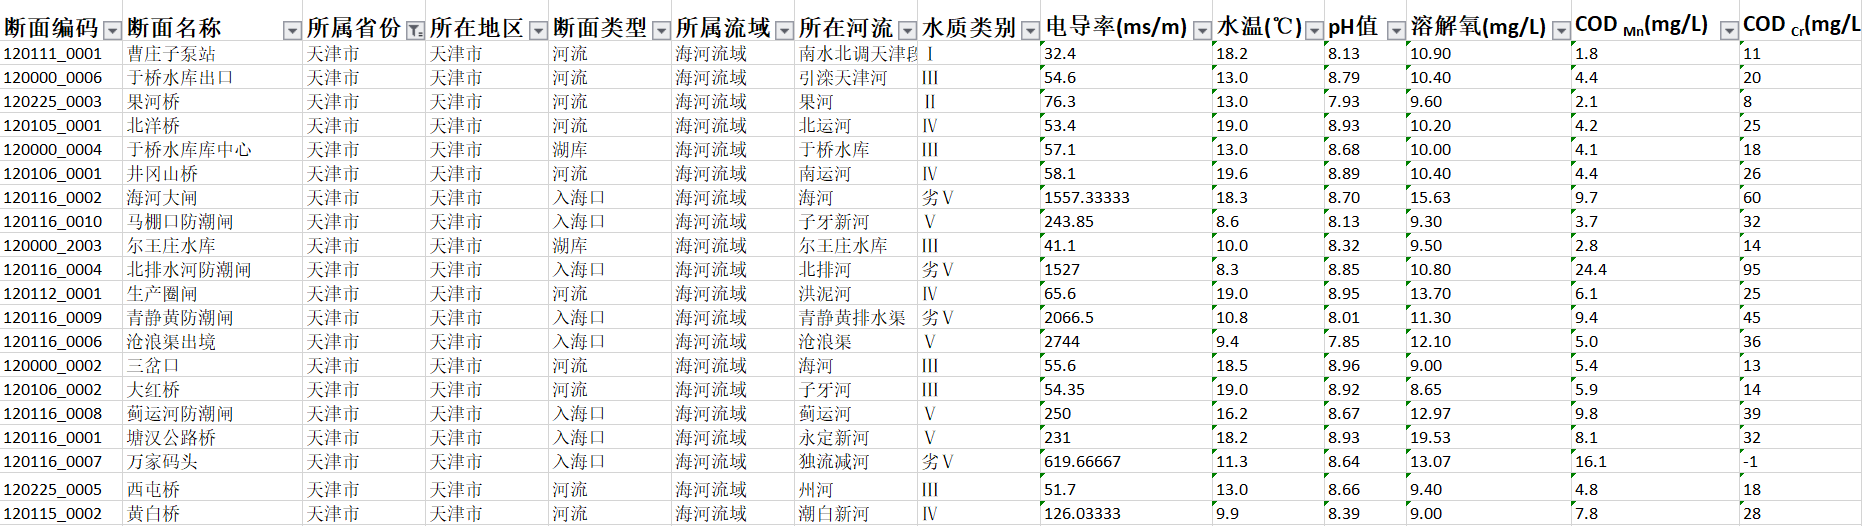 断面编码 断面名称 所属省份 所在地区 断面类型 所属流域 所在河流 水质类别 电导率(ms/m) 水温(℃) pH值 溶解氧(mg/L) COD Mn(mg/L) COD Cr(mg/L
120111_0001 曹庄子泵站 天津市 天津市 河流 海河流域 南水北调天津段 Ⅰ 32.4 18.2 8.13 10.90 1.8 11
120000_0006 于桥水库出口 天津市 天津市 河流 海河流域 引滦天津河 Ⅲ 54.6 13.0 8.79 10.40 4.4 20
120225_0003 果河桥 天津市 天津市 河流 海河流域 果河 Ⅱ 76.3 13.0 7.93 9.60 2.1 8
120105_0001 北洋桥 天津市 天津市 河流 海河流域 北运河 Ⅳ 53.4 19.0 8.93 10.20 4.2 25
120000_0004 于桥水库库中心 天津市 天津市 湖库 海河流域 于桥水库 Ⅲ 57.1 13.0 8.68 10.00 4.1 18
120106_0001 井冈山桥 天津市 天津市 河流 海河流域 南运河 Ⅳ 58.1 19.6 8.89 10.40 4.4 26
120116_0002 海河大闸 天津市 天津市 入海口 海河流域 海河 劣Ⅴ 1557.33333 18.3 8.70 15.63 9.7 60
120116_0010 马棚口防潮闸 天津市 天津市 入海口 海河流域 子牙新河 Ⅴ 243.85 8.6 8.13 9.30 3.7 32
120000_2003 尔王庄水库 天津市 天津市 湖库 海河流域 尔王庄水库 Ⅲ 41.1 10.0 8.32 9.50 2.8 14
120116_0004 北排水河防潮闸 天津市 天津市 入海口 海河流域 北排河 劣Ⅴ 1527 8.3 8.85 10.80 24.4 95
120112_0001 生产圈闸 天津市 天津市 河流 海河流域 洪泥河 Ⅳ 65.6 19.0 8.95 13.70 6.1 25
120116_0009 青静黄防潮闸 天津市 天津市 入海口 海河流域 青静黄排水渠 劣Ⅴ 2066.5 10.8 8.01 11.30 9.4 45
120116_0006 沧浪渠出境 天津市 天津市 入海口 海河流域 沧浪渠 Ⅴ 2744 9.4 7.85 12.10 5.0 36
120000_0002 三岔口 天津市 天津市 河流 海河流域 海河 Ⅲ 55.6 18.5 8.96 9.00 5.4 13
120106_0002 大红桥 天津市 天津市 河流 海河流域 子牙河 Ⅲ 54.35 19.0 8.92 8.65 5.9 14
120116_0008 蓟运河防潮闸 天津市 天津市 入海口 海河流域 蓟运河 Ⅴ 250 16.2 8.67 12.97 9.8 39
120116_0001 塘汉公路桥 天津市 天津市 入海口 海河流域 永定新河 Ⅴ 231 18.2 8.93 19.53 8.1 32
120116_0007 万家码头 天津市 天津市 入海口 海河流域 独流减河 劣Ⅴ 619.66667 11.3 8.64 13.07 16.1 -1
120225_0005 西屯桥 天津市 天津市 河流 海河流域 州河 Ⅲ 51.7 13.0 8.66 9.40 4.8 18
120115_0002 黄白桥 天津市 天津市 河流 海河流域 潮白新河 Ⅳ 126.03333 9.9 8.39 9.00 7.8 28